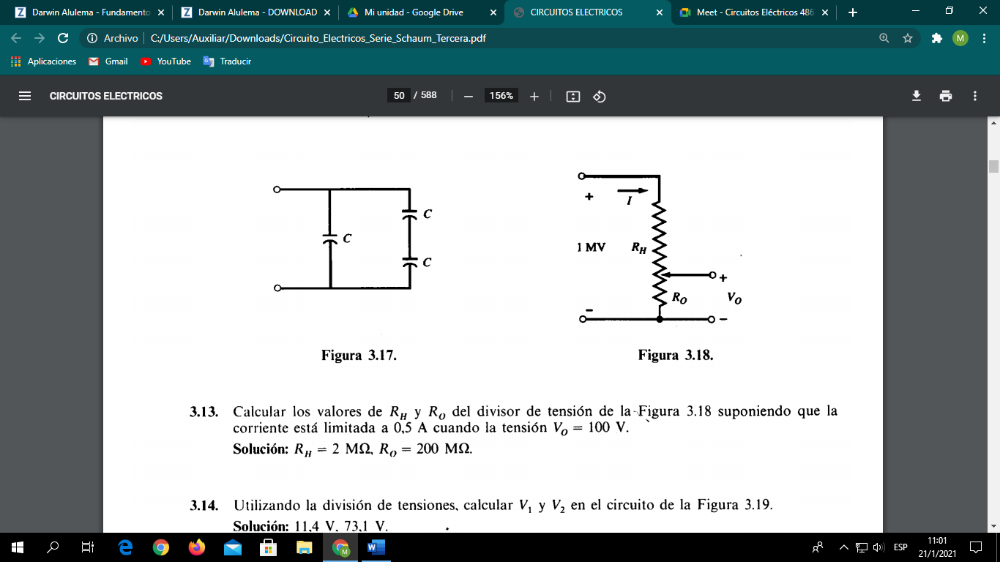 Darwin Alulema - Fundamento
Darwin Alulema - DOWNLOAD
Mi unidad - Google Drive
CIRCUITOS ELECTRICOS
Meet - Circuitos Eléctricos 486
Archivo
C:/Users/Auxiliar/Downloads/Circuito_Electricos_Serie_Schaum_Tercera.pdf
M
Aplicaciones
Gmail
YouTube
Traducir
CIRCUITOS ELECTRICOS
50 / 588
156%
C
C
C
+
I
1 MV
R_H
+
R_O
V_O
-
-
Figura 3.17.
Figura 3.18.
3.13. Calcular los valores de R_H y R_O del divisor de tensión de la Figura 3.18 suponiendo que la
corriente está limitada a 0,5 A cuando la tensión V_O = 100 V.
Solución: R_H = 2 MΩ, R_O = 200 MΩ.
3.14. Utilizando la división de tensiones, calcular V_1 y V_2 en el circuito de la Figura 3.19.
Solución: 11,4 V, 73,1 V.
ESP
11:01
21/1/2021